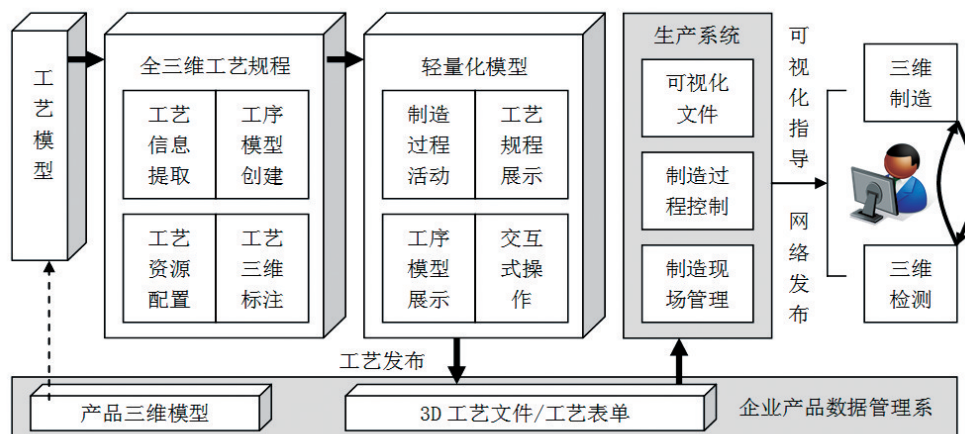 工
艺
模
型
全三维工艺规程
工艺
信息
提取
工序
模型
创建
工艺
资源
配置
工艺
三维
标注
轻量化模型
制造
过程
活动
工艺
规程
展示
工序
模型
展示
交互
式操
作
生产系统
可视化
文件
制造过
程控制
制造现
场管理
可
视
化
指
导
网
络
发
布
三维
制造
三维
检测
工艺发布
产品三维模型
3D 工艺文件/工艺表单
企业产品数据管理系